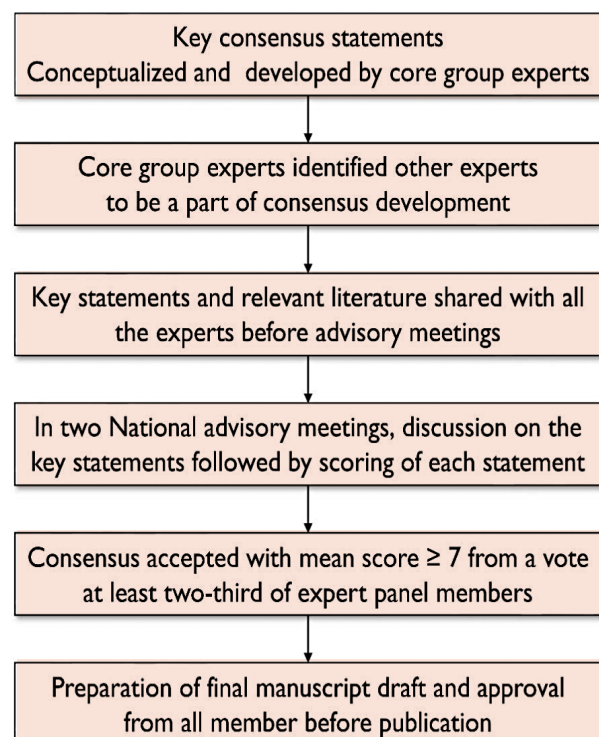 Key consensus statements
Conceptualized and developed by core group experts
Core group experts identified other experts
to be a part of consensus development
Key statements and relevant literature shared with all
the experts before advisory meetings
In two National advisory meetings, discussion on the
key statements followed by scoring of each statement
Consensus accepted with mean score ≥ 7 from a vote
at least two-third of expert panel members
Preparation of final manuscript draft and approval
from all member before publication